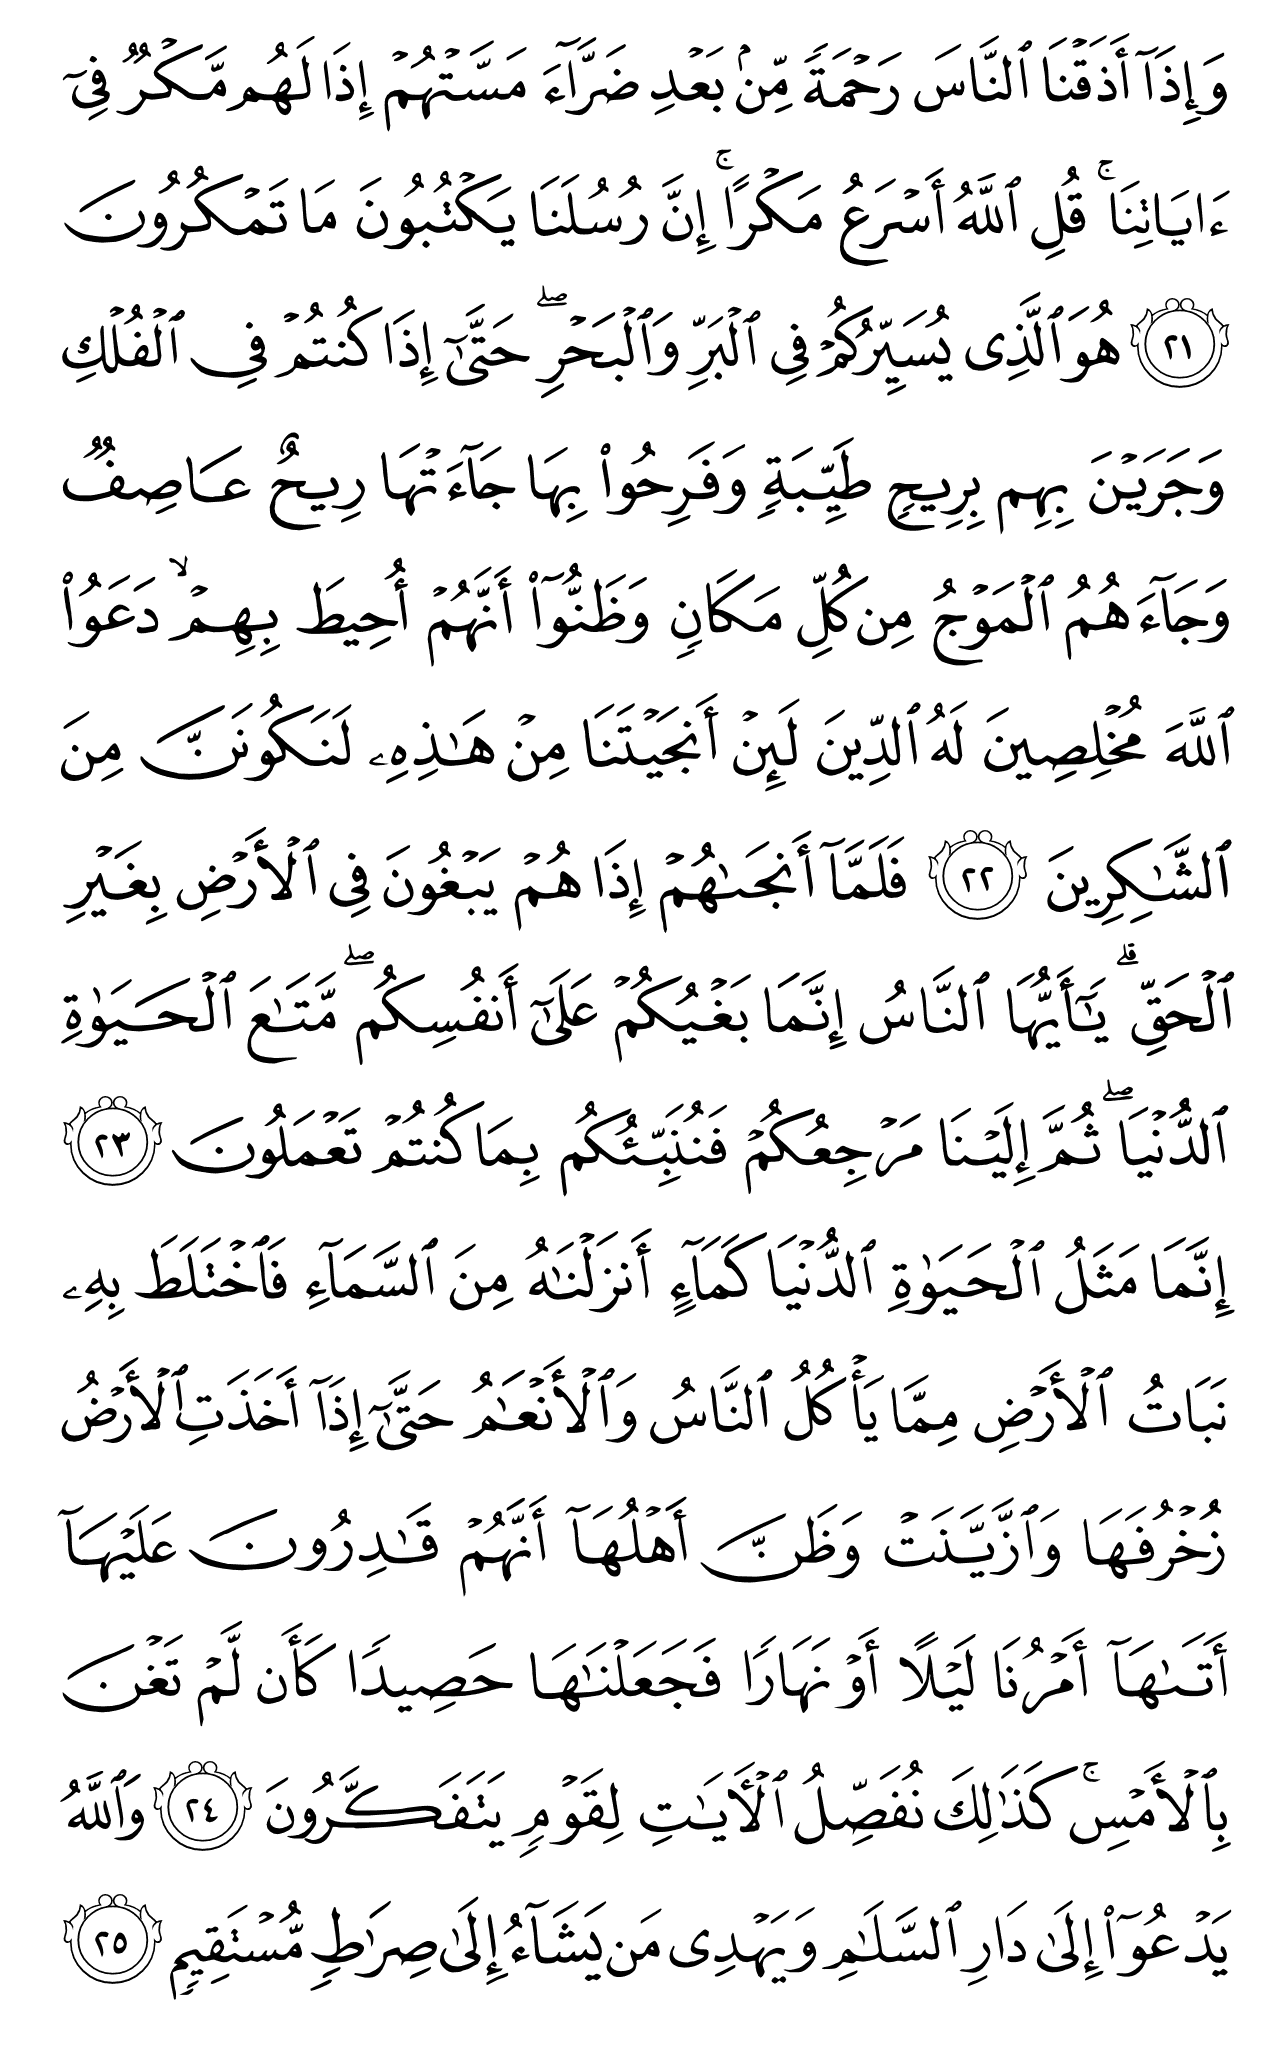 وَإِذَآ أَذَقۡنَا ٱلنَّاسَ رَحۡمَةً مِّنۢ بَعۡدِ ضَرَّآءَ مَسَّتۡهُمۡ إِذَا لَهُم مَّكۡرٌ فِيٓ
ءَايَاتِنَاۚ قُلِ ٱللَّهُ أَسۡرَعُ مَكۡرًاۚ إِنَّ رُسُلَنَا يَكۡتُبُونَ مَا تَمۡكُرُونَ
٢١ هُوَ ٱلَّذِي يُسَيِّرُكُمۡ فِي ٱلۡبَرِّ وَٱلۡبَحۡرِۖ حَتَّىٰٓ إِذَا كُنتُمۡ فِي ٱلۡفُلۡكِ
وَجَرَيۡنَ بِهِم بِرِيحٍ طَيِّبَةٍ وَفَرِحُواْ بِهَا جَآءَتۡهَا رِيحٌ عَاصِفٌ
وَجَآءَهُمُ ٱلۡمَوۡجُ مِن كُلِّ مَكَانٍ وَظَنُّوٓاْ أَنَّهُمۡ أُحِيطَ بِهِمۡۙ دَعَوُاْ
ٱللَّهَ مُخۡلِصِينَ لَهُ ٱلدِّينَ لَئِنۡ أَنجَيۡتَنَا مِنۡ هَٰذِهِۦ لَنَكُونَنَّ مِنَ
ٱلشَّٰكِرِينَ ٢٢ فَلَمَّآ أَنجَىٰهُمۡ إِذَا هُمۡ يَبۡغُونَ فِي ٱلۡأَرۡضِ بِغَيۡرِ
ٱلۡحَقِّۗ يَٰٓأَيُّهَا ٱلنَّاسُ إِنَّمَا بَغۡيُكُمۡ عَلَىٰٓ أَنفُسِكُمۖ مَّتَٰعَ ٱلۡحَيَوٰةِ
ٱلدُّنۡيَاۖ ثُمَّ إِلَيۡنَا مَرۡجِعُكُمۡ فَنُنَبِّئُكُم بِمَا كُنتُمۡ تَعۡمَلُونَ ٢٣
إِنَّمَا مَثَلُ ٱلۡحَيَوٰةِ ٱلدُّنۡيَا كَمَآءٍ أَنزَلۡنَٰهُ مِنَ ٱلسَّمَآءِ فَٱخۡتَلَطَ بِهِۦ
نَبَاتُ ٱلۡأَرۡضِ مِمَّا يَأۡكُلُ ٱلنَّاسُ وَٱلۡأَنۡعَٰمُ حَتَّىٰٓ إِذَآ أَخَذَتِ ٱلۡأَرۡضُ
زُخۡرُفَهَا وَٱزَّيَّنَتۡ وَظَنَّ أَهۡلُهَآ أَنَّهُمۡ قَٰدِرُونَ عَلَيۡهَآ
أَتَىٰهَآ أَمۡرُنَا لَيۡلًا أَوۡ نَهَارًا فَجَعَلۡنَٰهَا حَصِيدًا كَأَن لَّمۡ تَغۡنَ
بِٱلۡأَمۡسِۚ كَذَٰلِكَ نُفَصِّلُ ٱلۡأٓيَٰتِ لِقَوۡمٍ يَتَفَكَّرُونَ ٢٤ وَٱللَّهُ
يَدۡعُوٓاْ إِلَىٰ دَارِ ٱلسَّلَٰمِ وَيَهۡدِي مَن يَشَآءُ إِلَىٰ صِرَٰطٍ مُّسۡتَقِيمٍ ٢٥